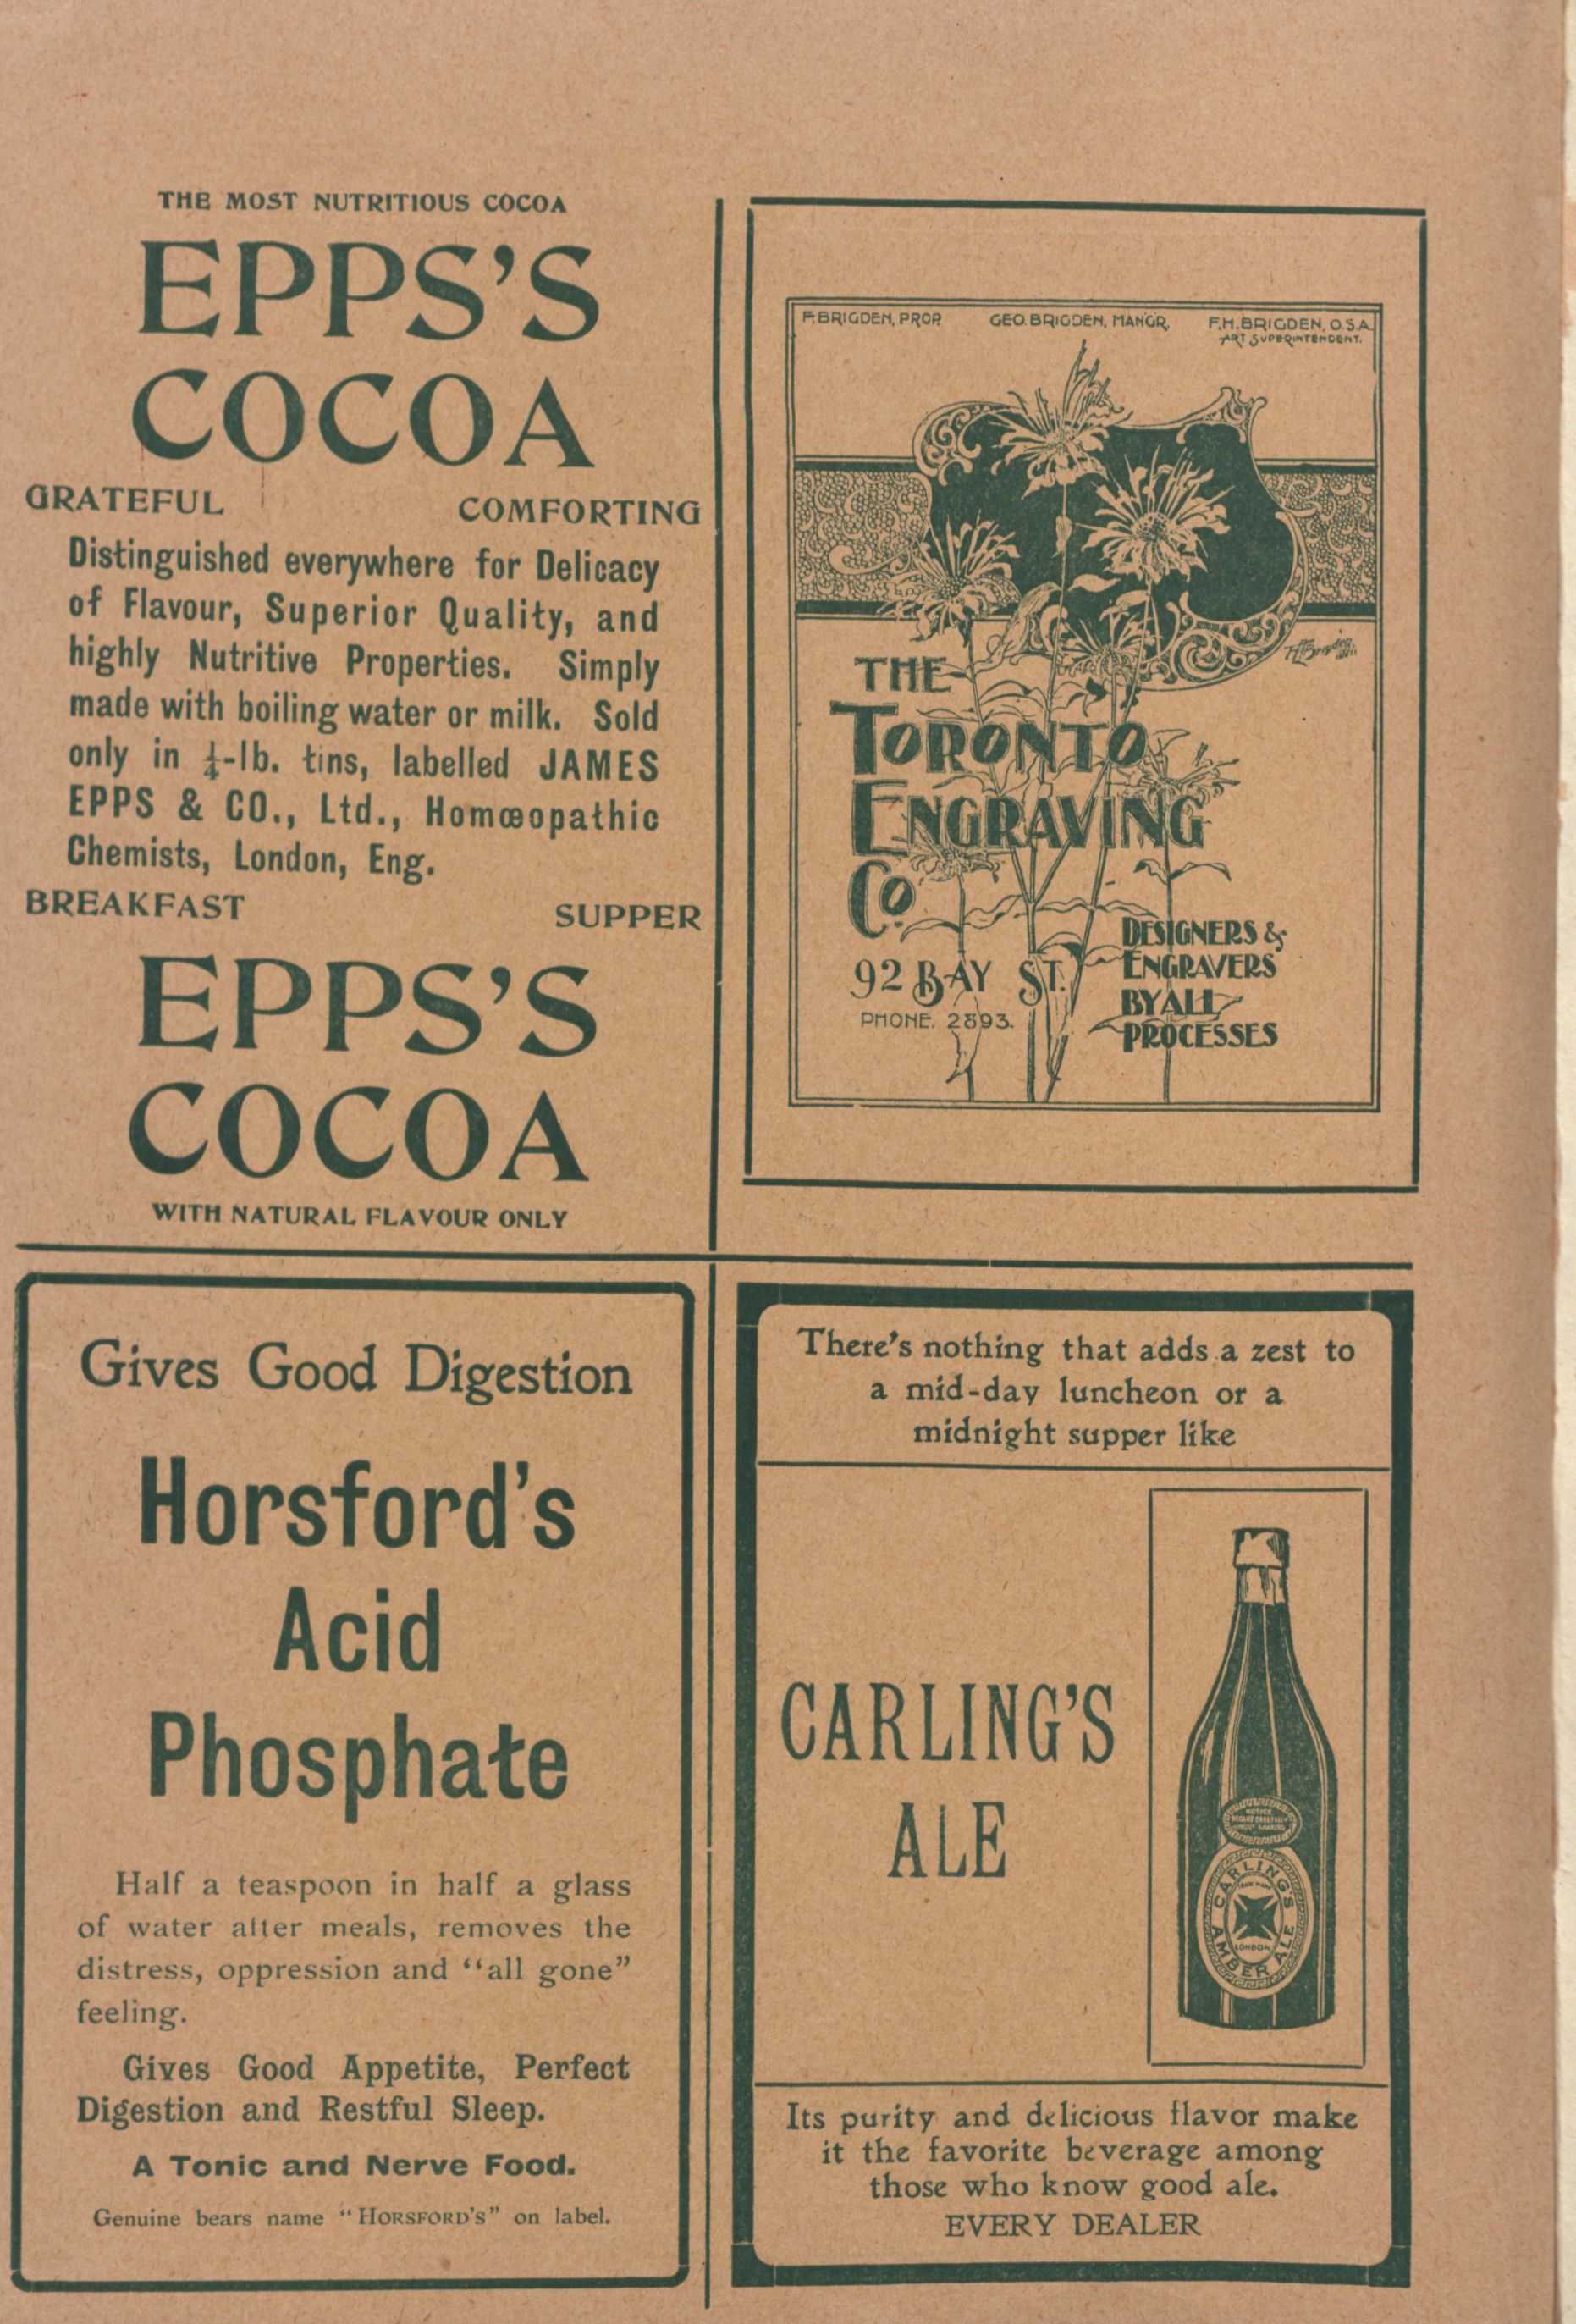 THE MOST NUTRITIOUS COCOA
EPPS'S
COCOA
GRATEFUL COMFORTING
Distinguished everywhere for Delicacy
of Flavour, Superior Quality, and
highly Nutritive Properties. Simply
made with boiling water or milk. Sold
only in ¼-lb. tins, labelled JAMES
EPPS & CO., Ltd., Homœopathic
Chemists, London, Eng.
BREAKFAST SUPPER
EPPS'S
COCOA
WITH NATURAL FLAVOUR ONLY
F. BRIGDEN, PROP. GEO. BRIGDEN, MAN'GR. F.H. BRIGDEN, O.S.A.
ART SUPERINTENDENT.
THE
TORONTO
ENGRAVING
CO.
92 BAY ST.
PHONE. 2893.
DESIGNERS &
ENGRAVERS
BY ALL
PROCESSES
Gives Good Digestion
Horsford's
Acid
Phosphate
Half a teaspoon in half a glass
of water after meals, removes the
distress, oppression and "all gone"
feeling.
Gives Good Appetite, Perfect
Digestion and Restful Sleep.
A Tonic and Nerve Food.
Genuine bears name "HORSFORD'S" on label.
There's nothing that adds a zest to
a mid-day luncheon or a
midnight supper like
CARLING'S
ALE
NOTICE
CARLING'S
LONDON
AMBER ALE
Its purity and delicious flavor make
it the favorite beverage among
those who know good ale.
EVERY DEALER